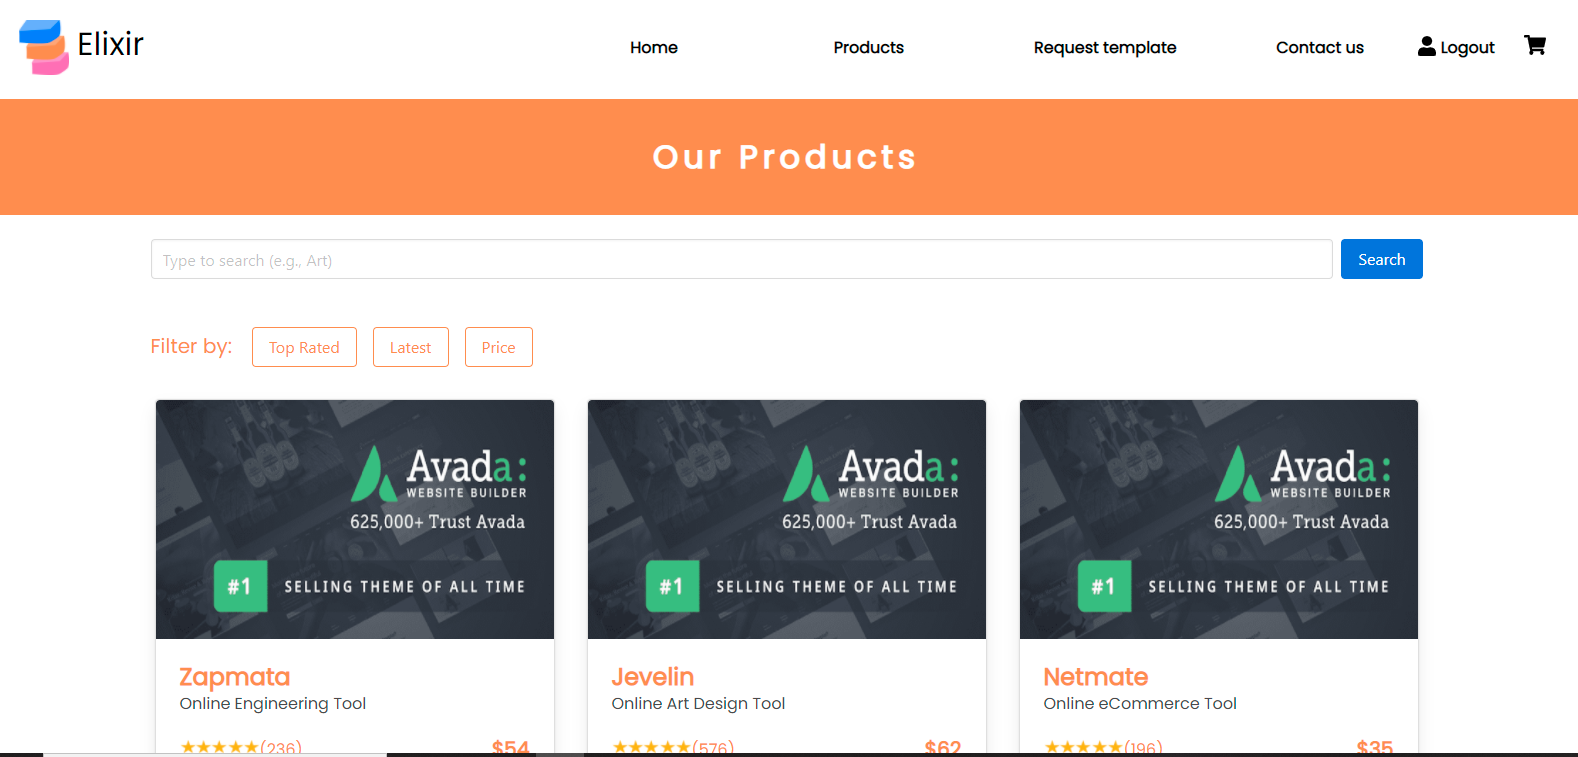 Elixir
Home Products Request template Contact us Logout
Our Products
Type to search (e.g., Art) Search
Filter by: Top Rated Latest Price
Avada:
WEBSITE BUILDER
625,000+ Trust Avada
#1 SELLING THEME OF ALL TIME
Zapmata
Online Engineering Tool
★★★★★(236) $54
Avada:
WEBSITE BUILDER
625,000+ Trust Avada
#1 SELLING THEME OF ALL TIME
Jevelin
Online Art Design Tool
★★★★★(576) $62
Avada:
WEBSITE BUILDER
625,000+ Trust Avada
#1 SELLING THEME OF ALL TIME
Netmate
Online eCommerce Tool
★★★★★(196) $35